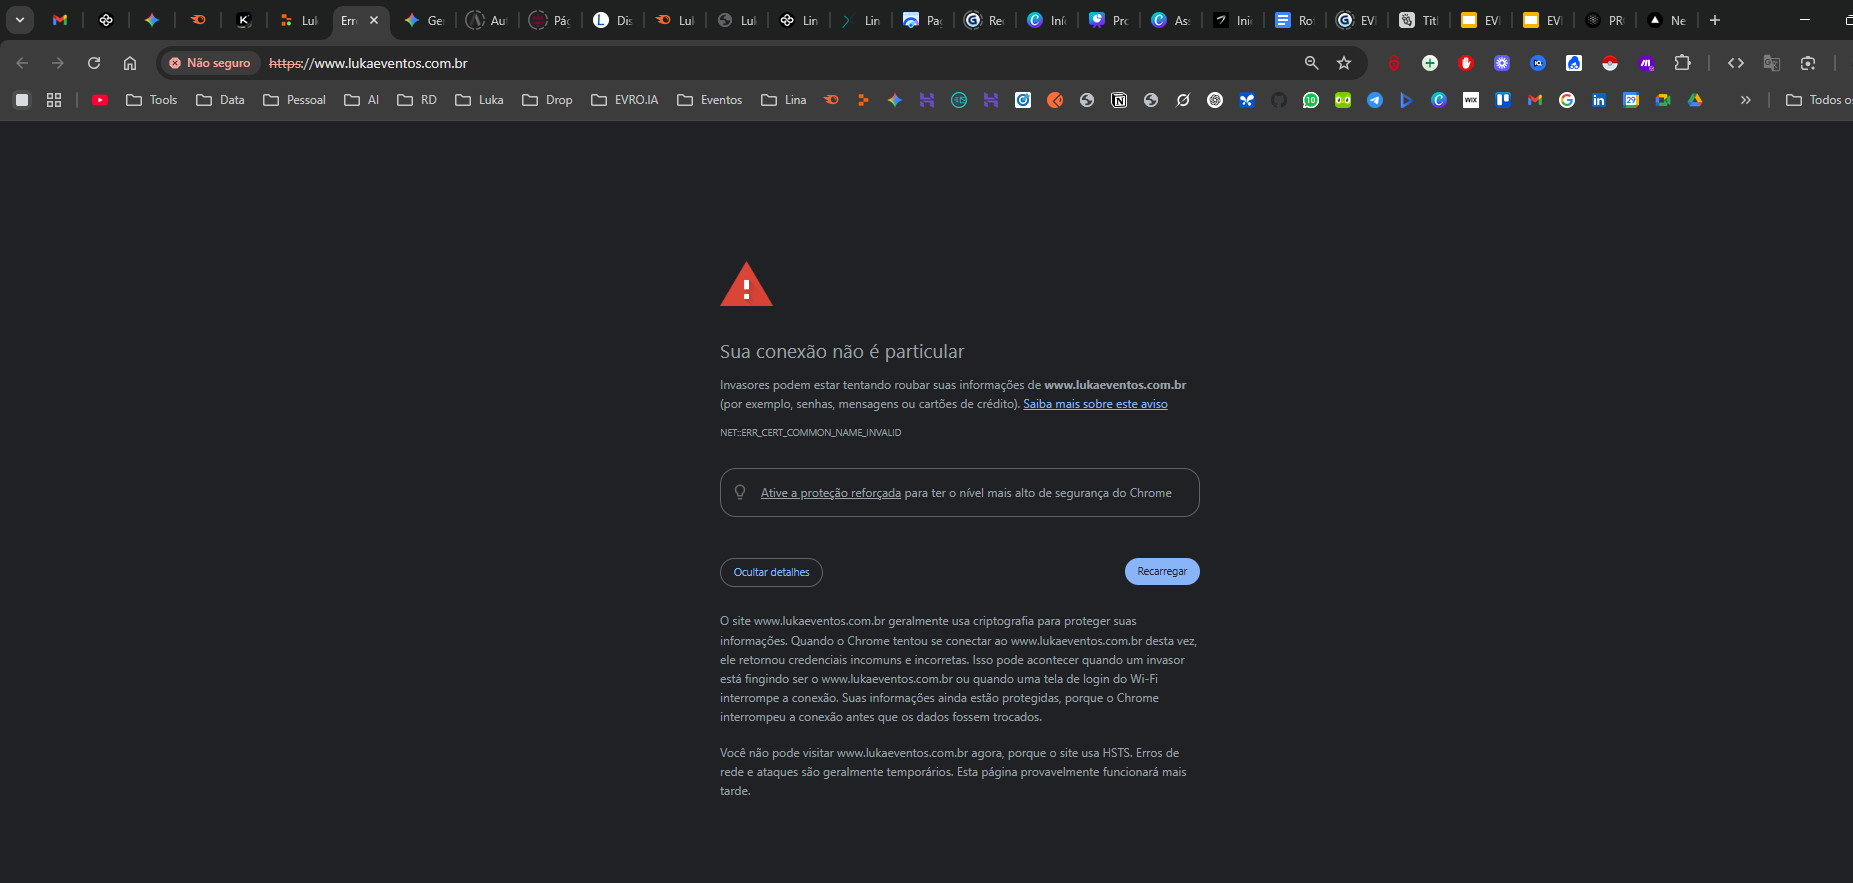 Luk
Err
Ger
Aut
Pág
Dis
Luk
Luk
Lin
Lin
Pag
Rec
Iníc
Pro
Ass
Inic
Rot
EVI
Titl
EVI
EVI
PR
Ne
Não seguro
https://www.lukaeventos.com.br
Tools
Data
Pessoal
AI
RD
Luka
Drop
EVRO.IA
Eventos
Lina
Todos os
Sua conexão não é particular
Invasores podem estar tentando roubar suas informações de www.lukaeventos.com.br
(por exemplo, senhas, mensagens ou cartões de crédito). Saiba mais sobre este aviso
NET::ERR_CERT_COMMON_NAME_INVALID
Ative a proteção reforçada para ter o nível mais alto de segurança do Chrome
Ocultar detalhes
Recarregar
O site www.lukaeventos.com.br geralmente usa criptografia para proteger suas
informações. Quando o Chrome tentou se conectar ao www.lukaeventos.com.br desta vez,
ele retornou credenciais incomuns e incorretas. Isso pode acontecer quando um invasor
está fingindo ser o www.lukaeventos.com.br ou quando uma tela de login do Wi-Fi
interrompe a conexão. Suas informações ainda estão protegidas, porque o Chrome
interrompeu a conexão antes que os dados fossem trocados.
Você não pode visitar www.lukaeventos.com.br agora, porque o site usa HSTS. Erros de
rede e ataques são geralmente temporários. Esta página provavelmente funcionará mais
tarde.